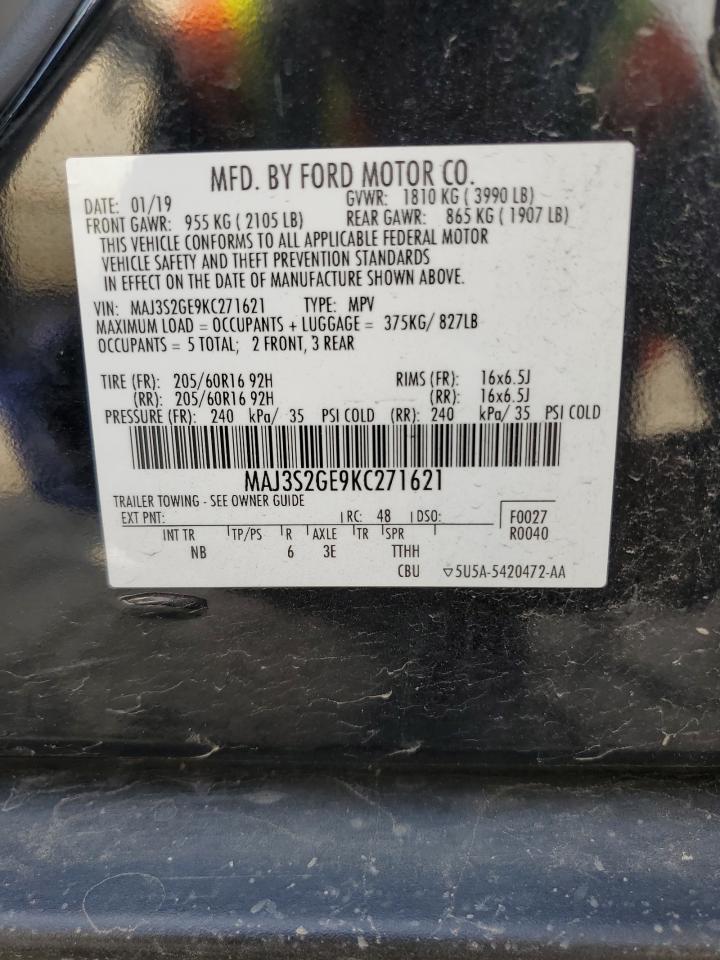 MFD. BY FORD MOTOR CO.
DATE: 01/19 GVWR: 1810 KG ( 3990 LB)
FRONT GAWR: 955 KG ( 2105 LB) REAR GAWR: 865 KG ( 1907 LB)
THIS VEHICLE CONFORMS TO ALL APPLICABLE FEDERAL MOTOR
VEHICLE SAFETY AND THEFT PREVENTION STANDARDS
IN EFFECT ON THE DATE OF MANUFACTURE SHOWN ABOVE.
VIN: MAJ3S2GE9KC271621 TYPE: MPV
MAXIMUM LOAD = OCCUPANTS + LUGGAGE = 375KG/ 827LB
OCCUPANTS = 5 TOTAL; 2 FRONT, 3 REAR
TIRE (FR): 205/60R16 92H RIMS (FR): 16x6.5J
(RR): 205/60R16 92H (RR): 16x6.5J
PRESSURE (FR): 240 kPa/ 35 PSI COLD (RR): 240 kPa/ 35 PSI COLD
MAJ3S2GE9KC271621
TRAILER TOWING - SEE OWNER GUIDE
EXT PNT: RC: 48 DSO: F0027
INT TR TP/PS R AXLE TR SPR R0040
NB 6 3E TTHH
CBU ▽5U5A-5420472-AA